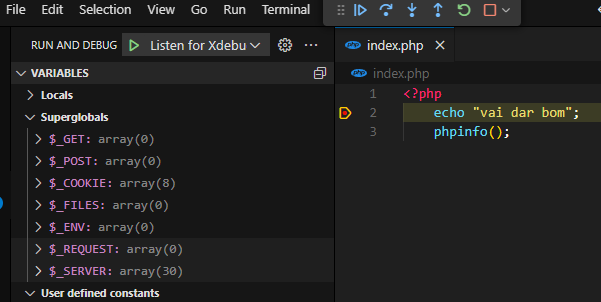 File Edit Selection View Go Run Terminal
RUN AND DEBUG Listen for Xdebu ...
index.php
VARIABLES
php index.php
Locals
1 <?php
Superglobals
2 echo "vai dar bom";
3 phpinfo();
$_GET: array(0)
$_POST: array(0)
$_COOKIE: array(8)
$_FILES: array(0)
$_ENV: array(0)
$_REQUEST: array(0)
$_SERVER: array(30)
User defined constants